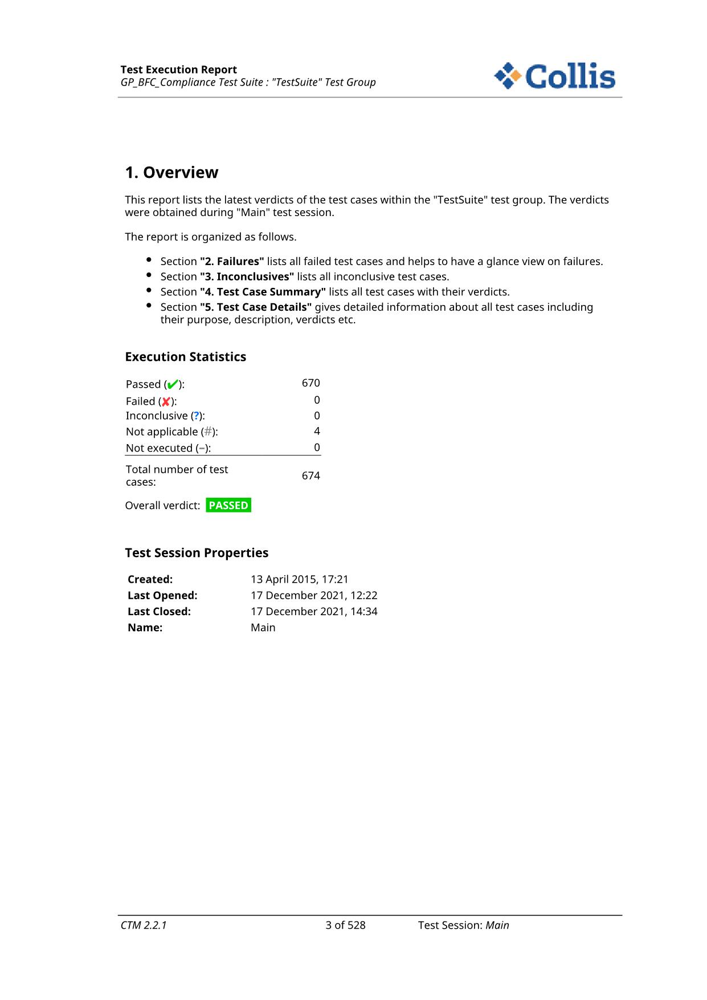 Test Execution Report
GP_BFC_Compliance Test Suite : "TestSuite" Test Group
Collis
1. Overview
This report lists the latest verdicts of the test cases within the "TestSuite" test group. The verdicts
were obtained during "Main" test session.
The report is organized as follows.
• Section "2. Failures" lists all failed test cases and helps to have a glance view on failures.
• Section "3. Inconclusives" lists all inconclusive test cases.
• Section "4. Test Case Summary" lists all test cases with their verdicts.
• Section "5. Test Case Details" gives detailed information about all test cases including
their purpose, description, verdicts etc.
Execution Statistics
Passed (✔): 670
Failed (✘): 0
Inconclusive (?): 0
Not applicable (#): 4
Not executed (–): 0
Total number of test
cases: 674
Overall verdict: PASSED
Test Session Properties
Created: 13 April 2015, 17:21
Last Opened: 17 December 2021, 12:22
Last Closed: 17 December 2021, 14:34
Name: Main
CTM 2.2.1 3 of 528 Test Session: Main